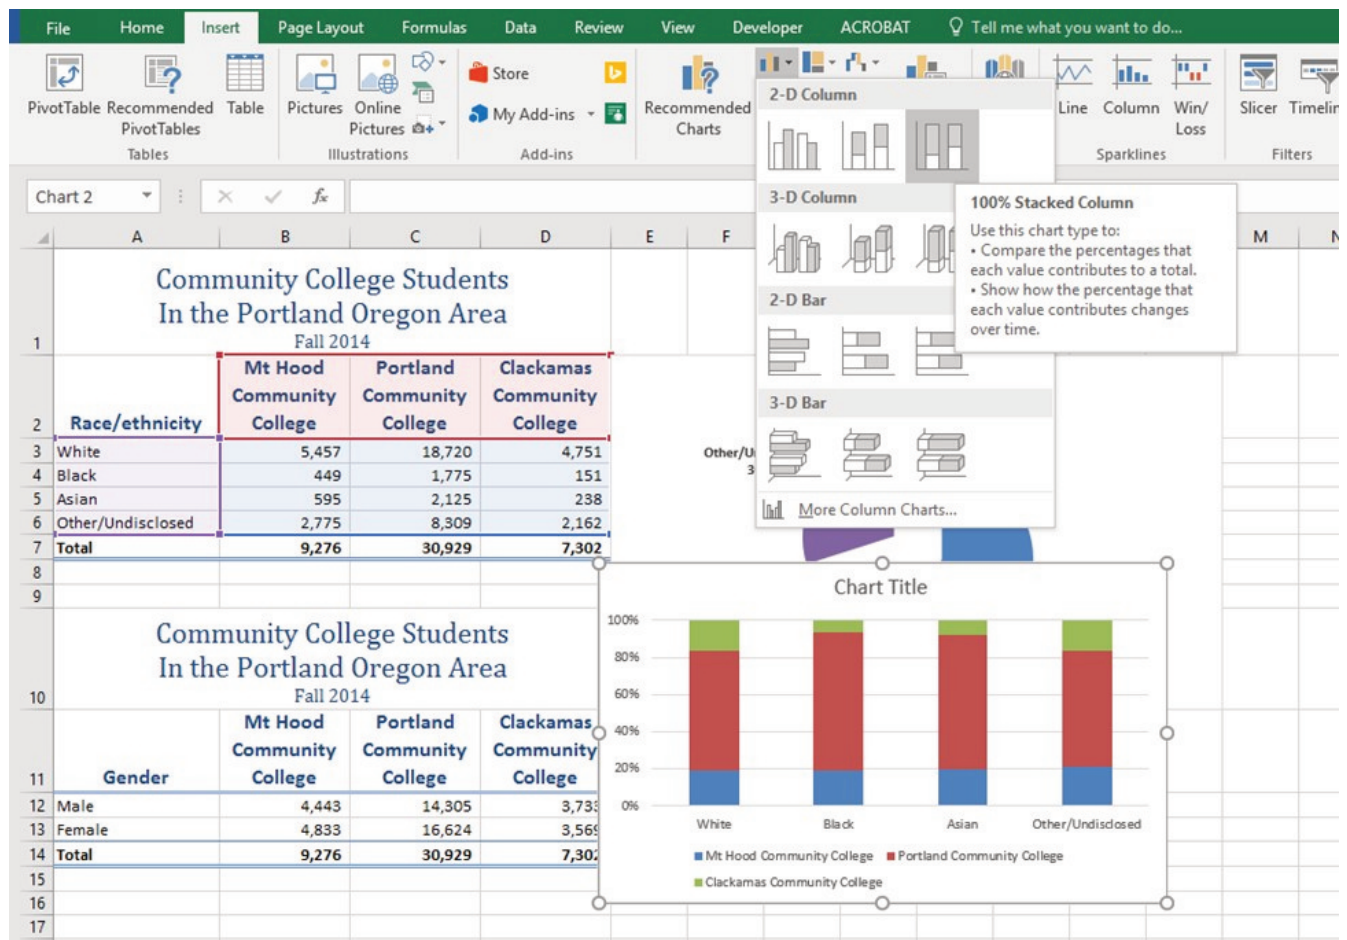 File Home Insert Page Layout Formulas Data Review View Developer ACROBAT Tell me what you want to do...
Store
My Add-ins
PivotTable Recommended Table Pictures Online Recommended Line Column Win/ Slicer
PivotTables Pictures Charts Loss
Tables Illustrations Add-ins Sparklines Filters
2-D Column
3-D Column
2-D Bar
3-D Bar
More Column Charts...
100% Stacked Column
Use this chart type to:
• Compare the percentages that
each value contributes to a total.
• Show how the percentage that
each value contributes changes
over time.
Chart 2 fx
A B C D E F M N
1 Community College Students
In the Portland Oregon Area
Fall 2014
2 Race/ethnicity Mt Hood Community College Portland Community College Clackamas Community College
3 White 5,457 18,720 4,751
4 Black 449 1,775 151
5 Asian 595 2,125 238
6 Other/Undisclosed 2,775 8,309 2,162
7 Total 9,276 30,929 7,302
8
9
10 Community College Students
In the Portland Oregon Area
Fall 2014
11 Gender Mt Hood Community College Portland Community College Clackamas Community College
12 Male 4,443 14,305
13 Female 4,833 16,624
14 Total 9,276 30,929
15
16
17
Chart Title
100%
80%
60%
40%
20%
0%
White Black Asian Other/Undisclosed
Mt Hood Community College Portland Community College
Clackamas Community College